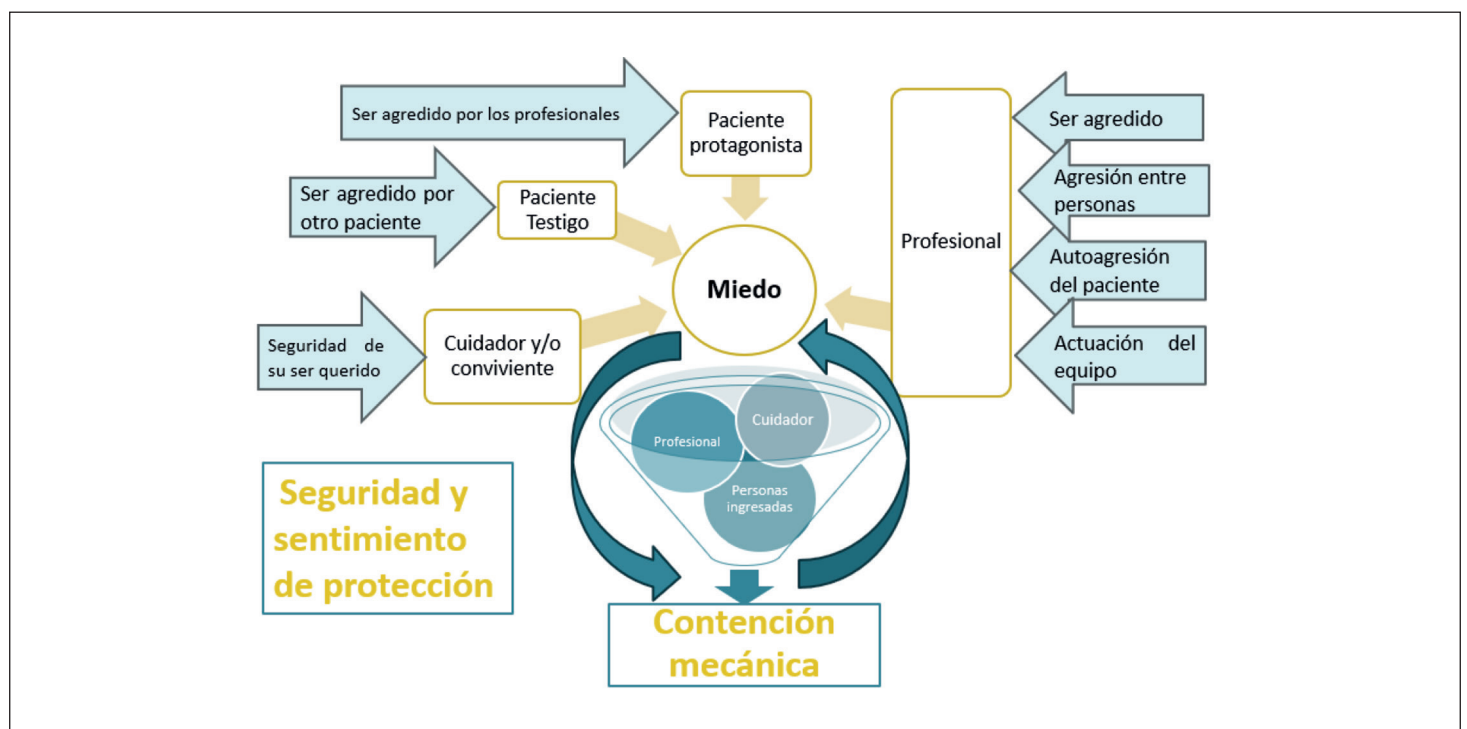 Ser agredido por los profesionales
Paciente
protagonista
Ser agredido por
otro paciente
Paciente
Testigo
Seguridad de
su ser querido
Cuidador y/o
conviviente
Miedo
Profesional
Ser agredido
Agresión entre
personas
Autoagresión
del paciente
Actuación del
equipo
Cuidador
Profesional
Personas
ingresadas
Seguridad y
sentimiento
de protección
Contención
mecánica